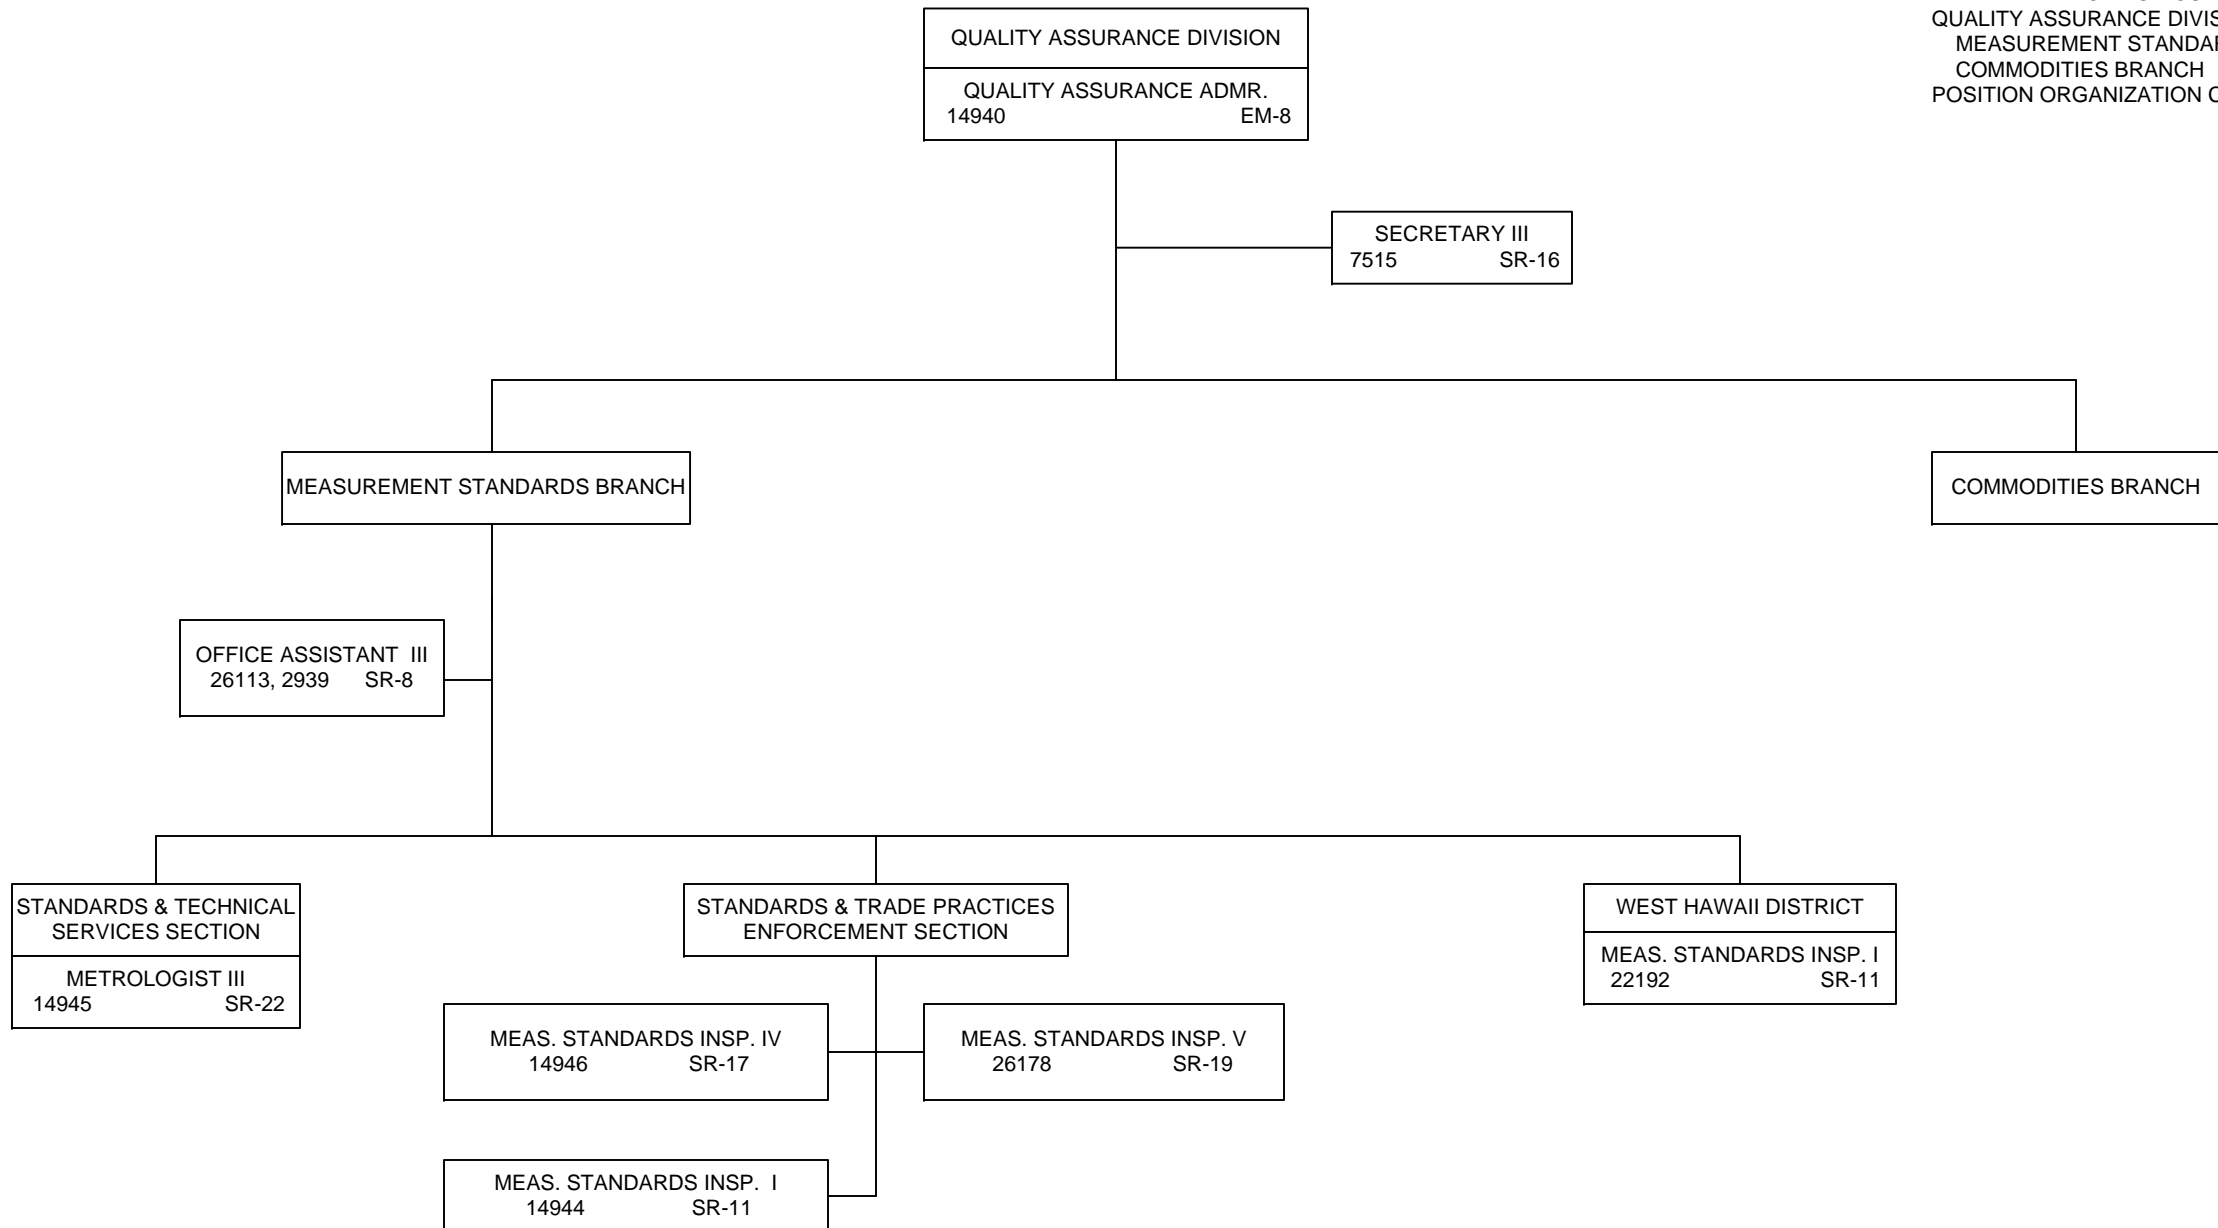 QUALITY ASSURANCE DIVIS
MEASUREMENT STANDAR
COMMODITIES BRANCH
POSITION ORGANIZATION C
QUALITY ASSURANCE DIVISION
QUALITY ASSURANCE ADMR.
14940 EM-8
SECRETARY III
7515 SR-16
MEASUREMENT STANDARDS BRANCH
COMMODITIES BRANCH
OFFICE ASSISTANT III
26113, 2939 SR-8
STANDARDS & TECHNICAL
SERVICES SECTION
METROLOGIST III
14945 SR-22
STANDARDS & TRADE PRACTICES
ENFORCEMENT SECTION
WEST HAWAII DISTRICT
MEAS. STANDARDS INSP. I
22192 SR-11
MEAS. STANDARDS INSP. IV
14946 SR-17
MEAS. STANDARDS INSP. V
26178 SR-19
MEAS. STANDARDS INSP. I
14944 SR-11